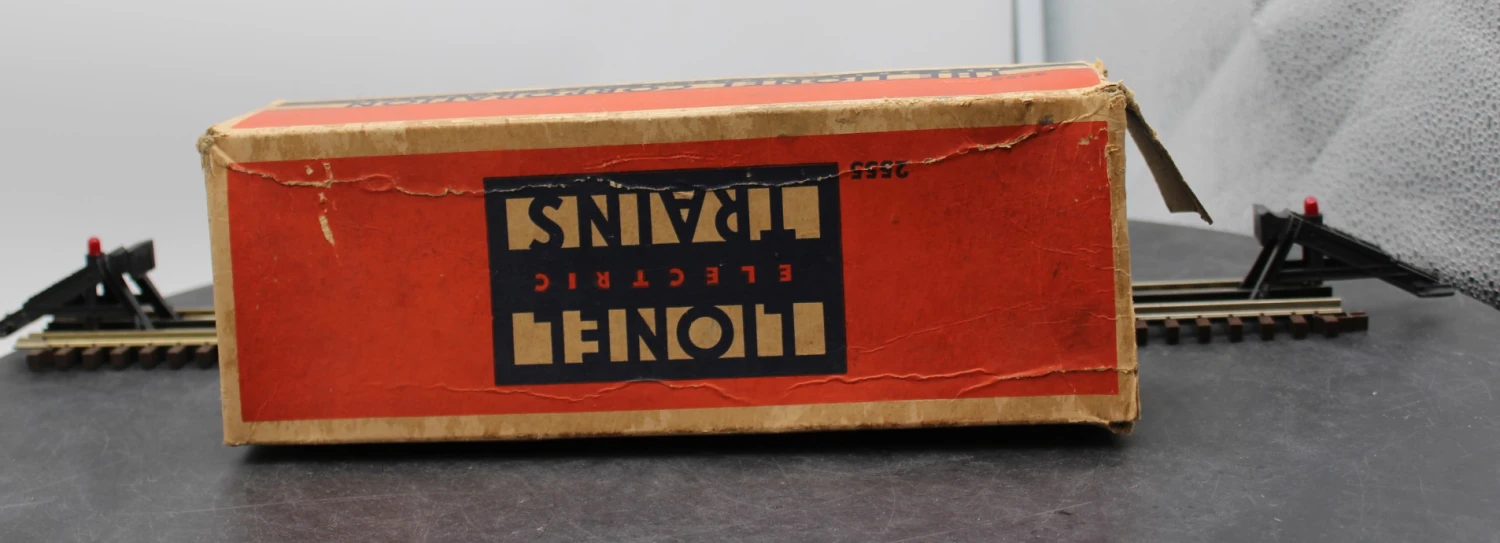 LIONEL
ELECTRIC
TRAINS
2555